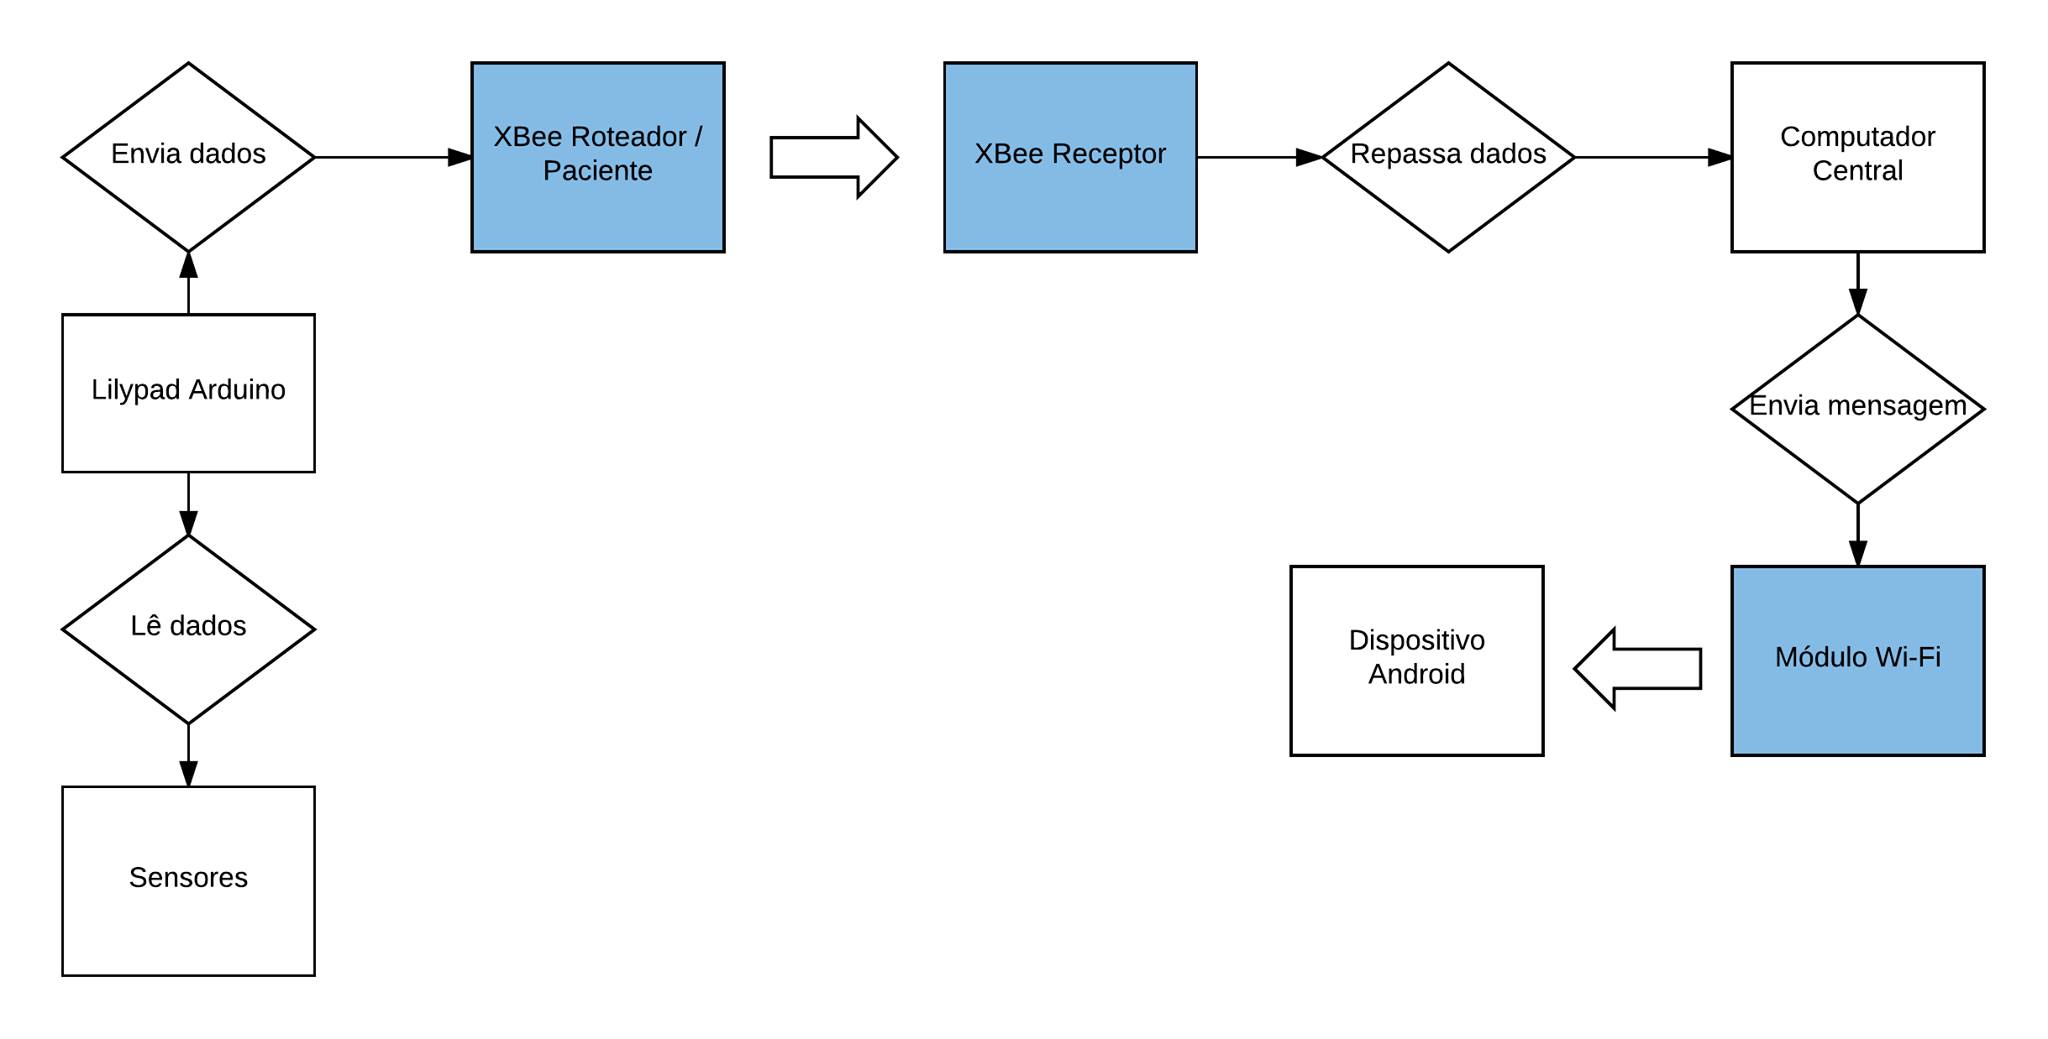 Envia dados
XBee Roteador /
Paciente
XBee Receptor
Repassa dados
Computador
Central
Lilypad Arduino
Envia mensagem
Lê dados
Dispositivo
Android
Módulo Wi-Fi
Sensores